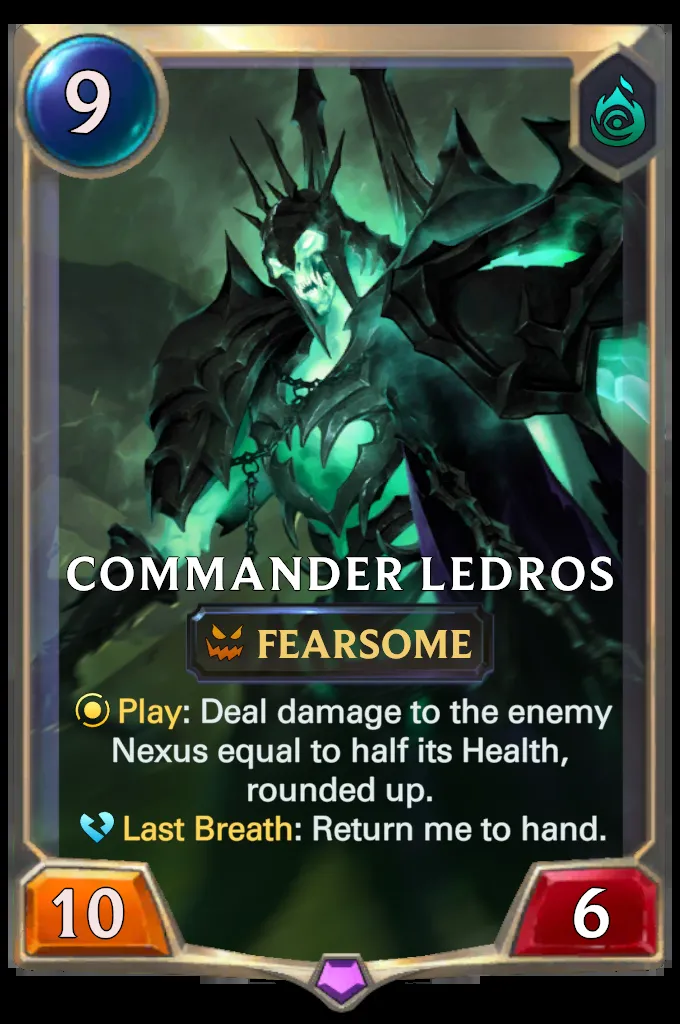 9
COMMANDER LEDROS
FEARSOME
Play: Deal damage to the enemy
Nexus equal to half its Health,
rounded up.
Last Breath: Return me to hand.
10
6